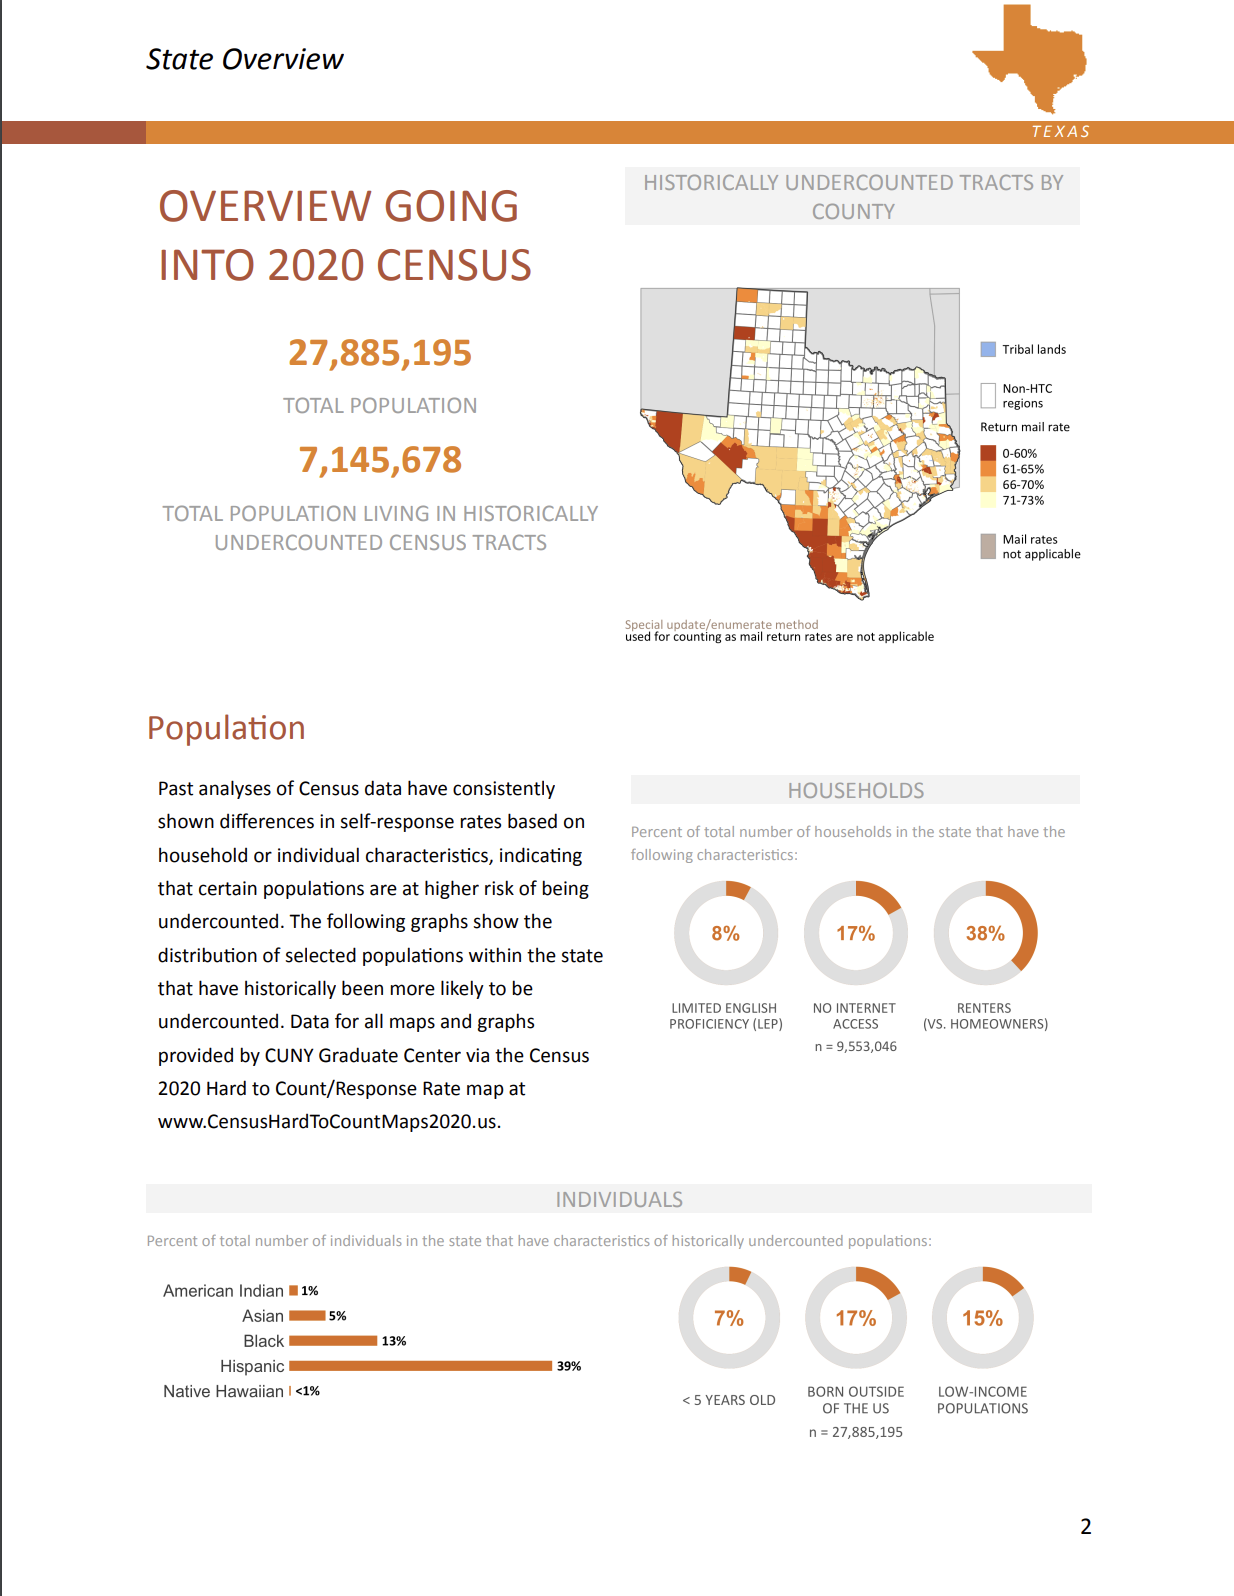 State Overview
TEXAS
OVERVIEW GOING
INTO 2020 CENSUS
27,885,195
TOTAL POPULATION
7,145,678
TOTAL POPULATION LIVING IN HISTORICALLY
UNDERCOUNTED CENSUS TRACTS
HISTORICALLY UNDERCOUNTED TRACTS BY
COUNTY
Tribal lands
Non-HTC
regions
Return mail rate
0-60%
61-65%
66-70%
71-73%
Mail rates
not applicable
Special update/enumerate method
used for counting as mail return rates are not applicable
Population
Past analyses of Census data have consistently
shown differences in self-response rates based on
household or individual characteristics, indicating
that certain populations are at higher risk of being
undercounted. The following graphs show the
distribution of selected populations within the state
that have historically been more likely to be
undercounted. Data for all maps and graphs
provided by CUNY Graduate Center via the Census
2020 Hard to Count/Response Rate map at
www.CensusHardToCountMaps2020.us.
HOUSEHOLDS
Percent of total number of households in the state that have the
following characteristics:
8%
17%
38%
LIMITED ENGLISH
PROFICIENCY (LEP)
NO INTERNET
ACCESS
n = 9,553,046
RENTERS
(VS. HOMEOWNERS)
INDIVIDUALS
Percent of total number of individuals in the state that have characteristics of historically undercounted populations:
American Indian 1%
Asian 5%
Black 13%
Hispanic 39%
Native Hawaiian <1%
7%
17%
15%
< 5 YEARS OLD
BORN OUTSIDE
OF THE US
n = 27,885,195
LOW-INCOME
POPULATIONS
2